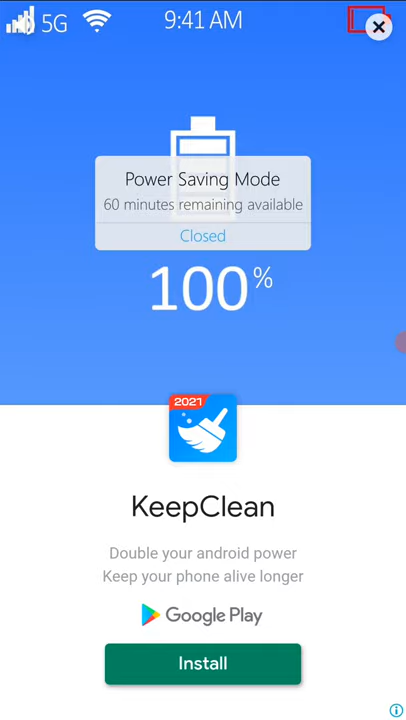 5G
9:41 AM
Power Saving Mode
60 minutes remaining available
Closed
100%
2021
KeepClean
Double your android power
Keep your phone alive longer
Google Play
Install